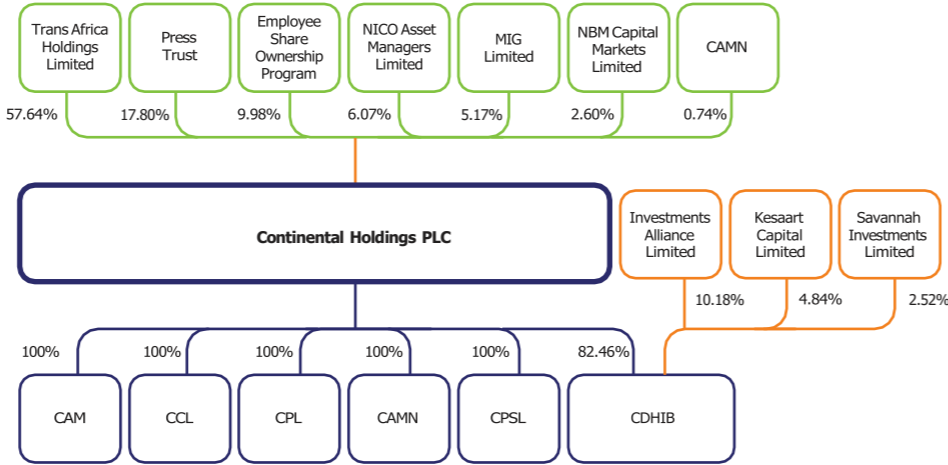 Trans Africa
Holdings
Limited
Press
Trust
Employee
Share
Ownership
Program
NICO Asset
Managers
Limited
MIG
Limited
NBM Capital
Markets
Limited
CAMN
57.64%
17.80%
9.98%
6.07%
5.17%
2.60%
0.74%
Continental Holdings PLC
Investments
Alliance
Limited
Kesaart
Capital
Limited
Savannah
Investments
Limited
10.18%
4.84%
2.52%
100%
100%
100%
100%
100%
82.46%
CAM
CCL
CPL
CAMN
CPSL
CDHIB